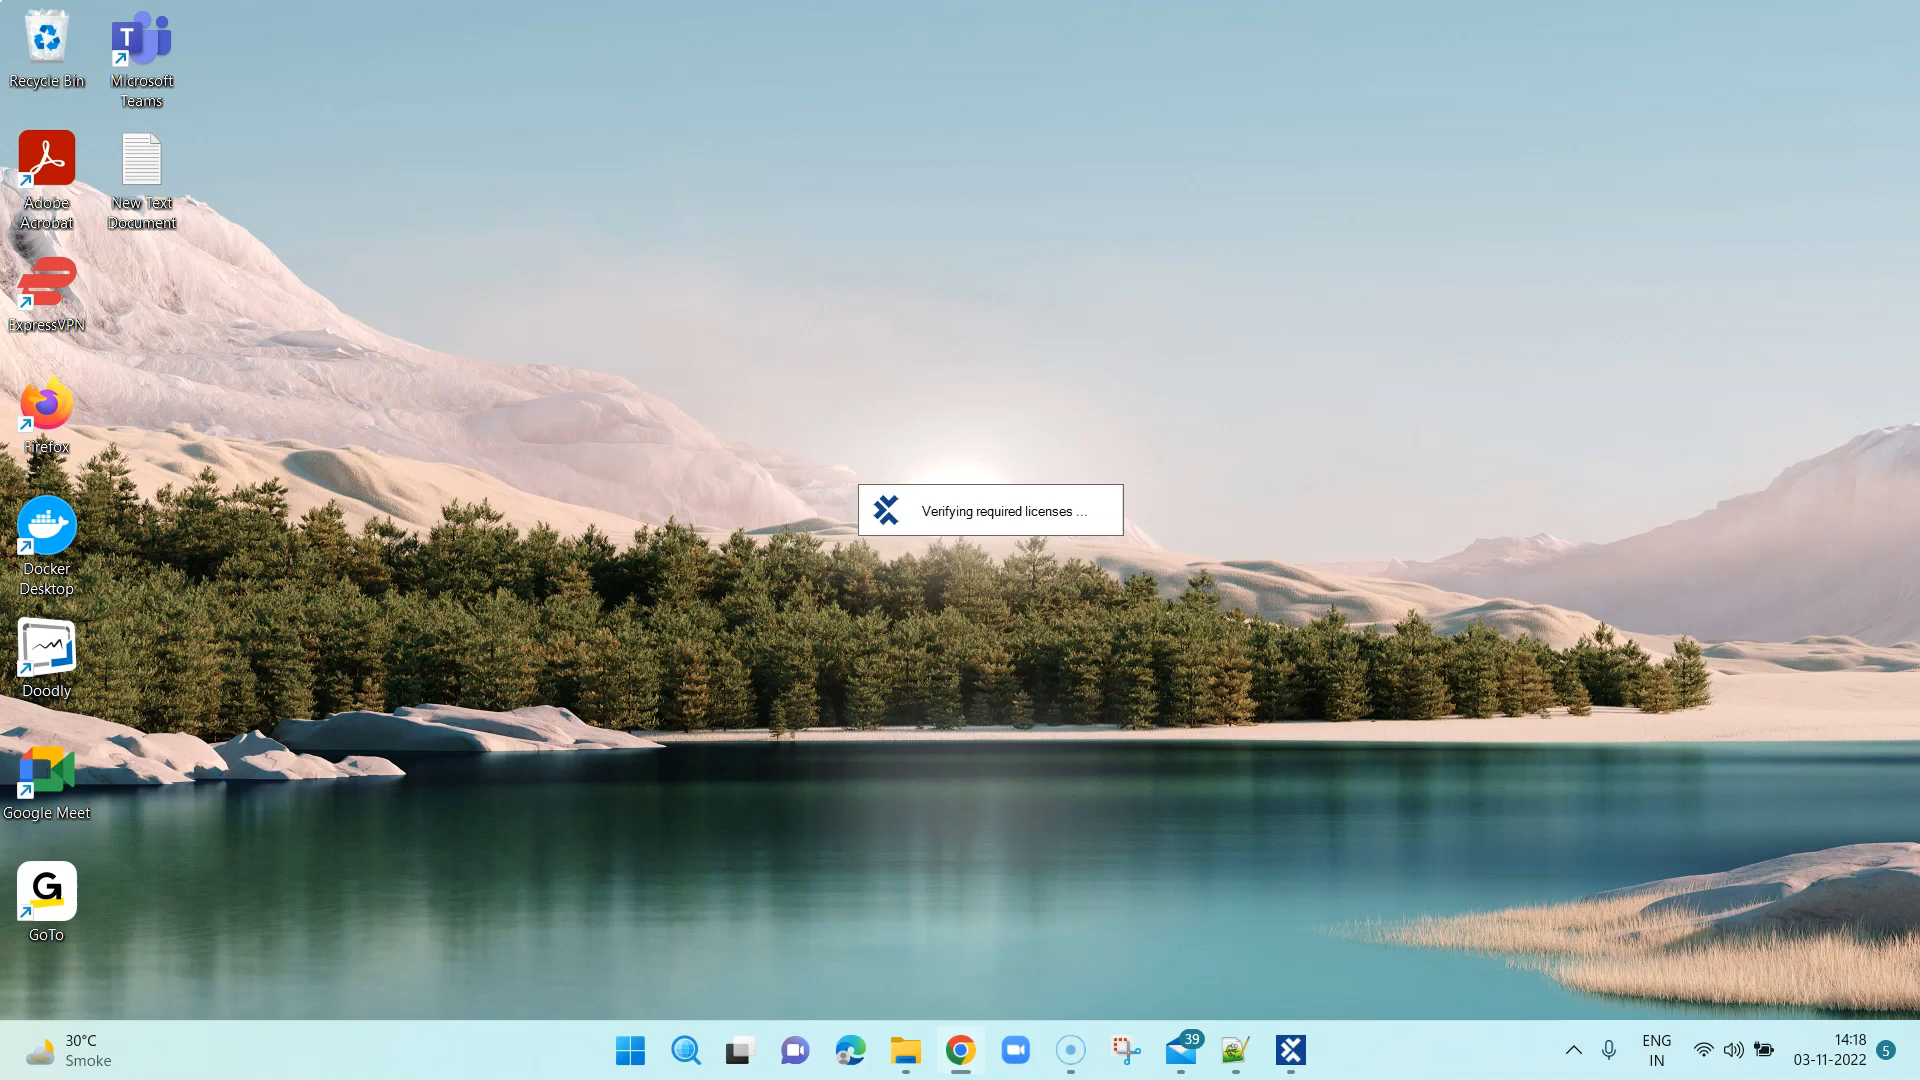 Recycle Bin
Microsoft
Teams
Adobe
Acrobat
New Text
Document
ExpressVPN
Firefox
Docker
Desktop
Doodly
Google Meet
G
GoTo
T
Verifying required licenses ...
30°C
Smoke
39
ENG
IN
14:18
03-11-2022
5